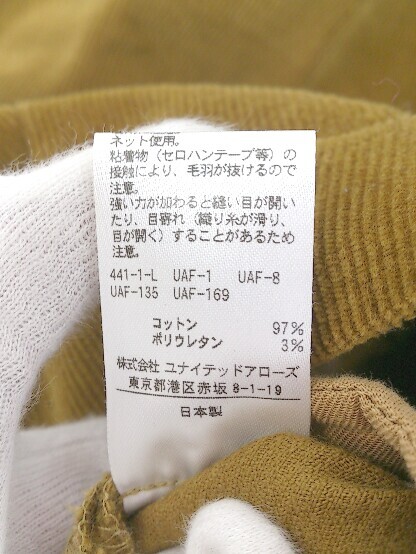 ネット使用。
粘着物（セロハンテープ等）の
接触により、毛羽が抜けるので
注意。
強い力が加わると縫い目が開い
たり、目寄れ（織り糸が滑り、
目が開く）することがあるため
注意。
441-1-L UAF-1 UAF-8
UAF-135 UAF-169
コットン 97%
ポリウレタン 3%
株式会社 ユナイテッドアローズ
東京都港区赤坂 8-1-19
日本製